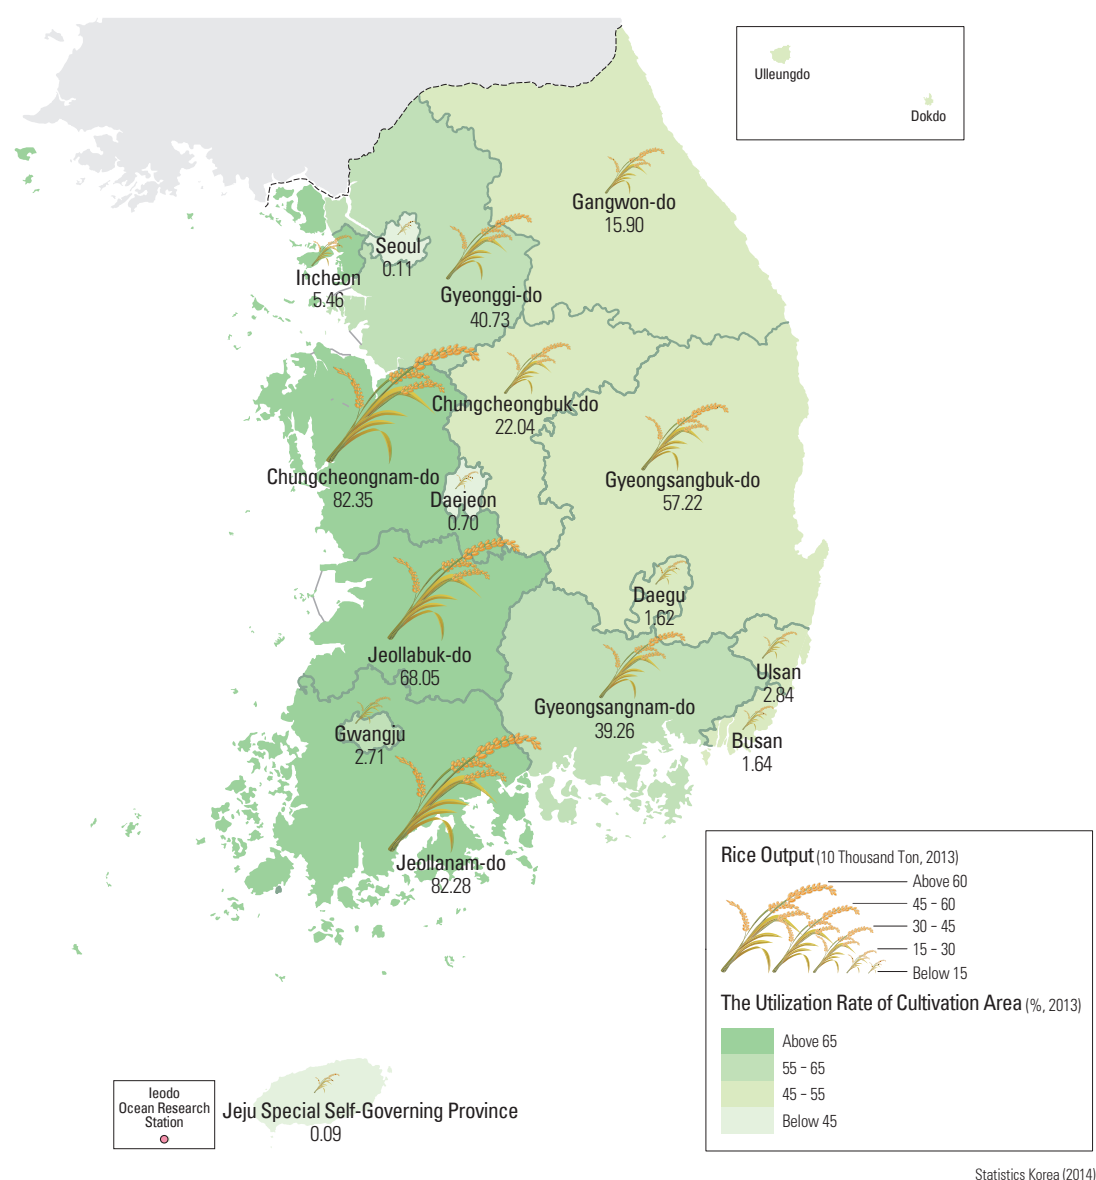 Ulleungdo
Dokdo
Gangwon-do
15.90
Seoul
0.11
Incheon
5.46
Gyeonggi-do
40.73
Chungcheongbuk-do
22.04
Chungcheongnam-do
82.35
Daejeon
0.70
Gyeongsangbuk-do
57.22
Daegu
1.62
Jeollabuk-do
68.05
Ulsan
2.84
Gyeongsangnam-do
39.26
Gwangju
2.71
Busan
1.64
Jeollanam-do
82.28
Rice Output (10 Thousand Ton, 2013)
Above 60
45 – 60
30 – 45
15 – 30
Below 15
The Utilization Rate of Cultivation Area (%, 2013)
Above 65
55 – 65
45 – 55
Below 45
Ieodo
Ocean Research
Station
Jeju Special Self-Governing Province
0.09
Statistics Korea (2014)